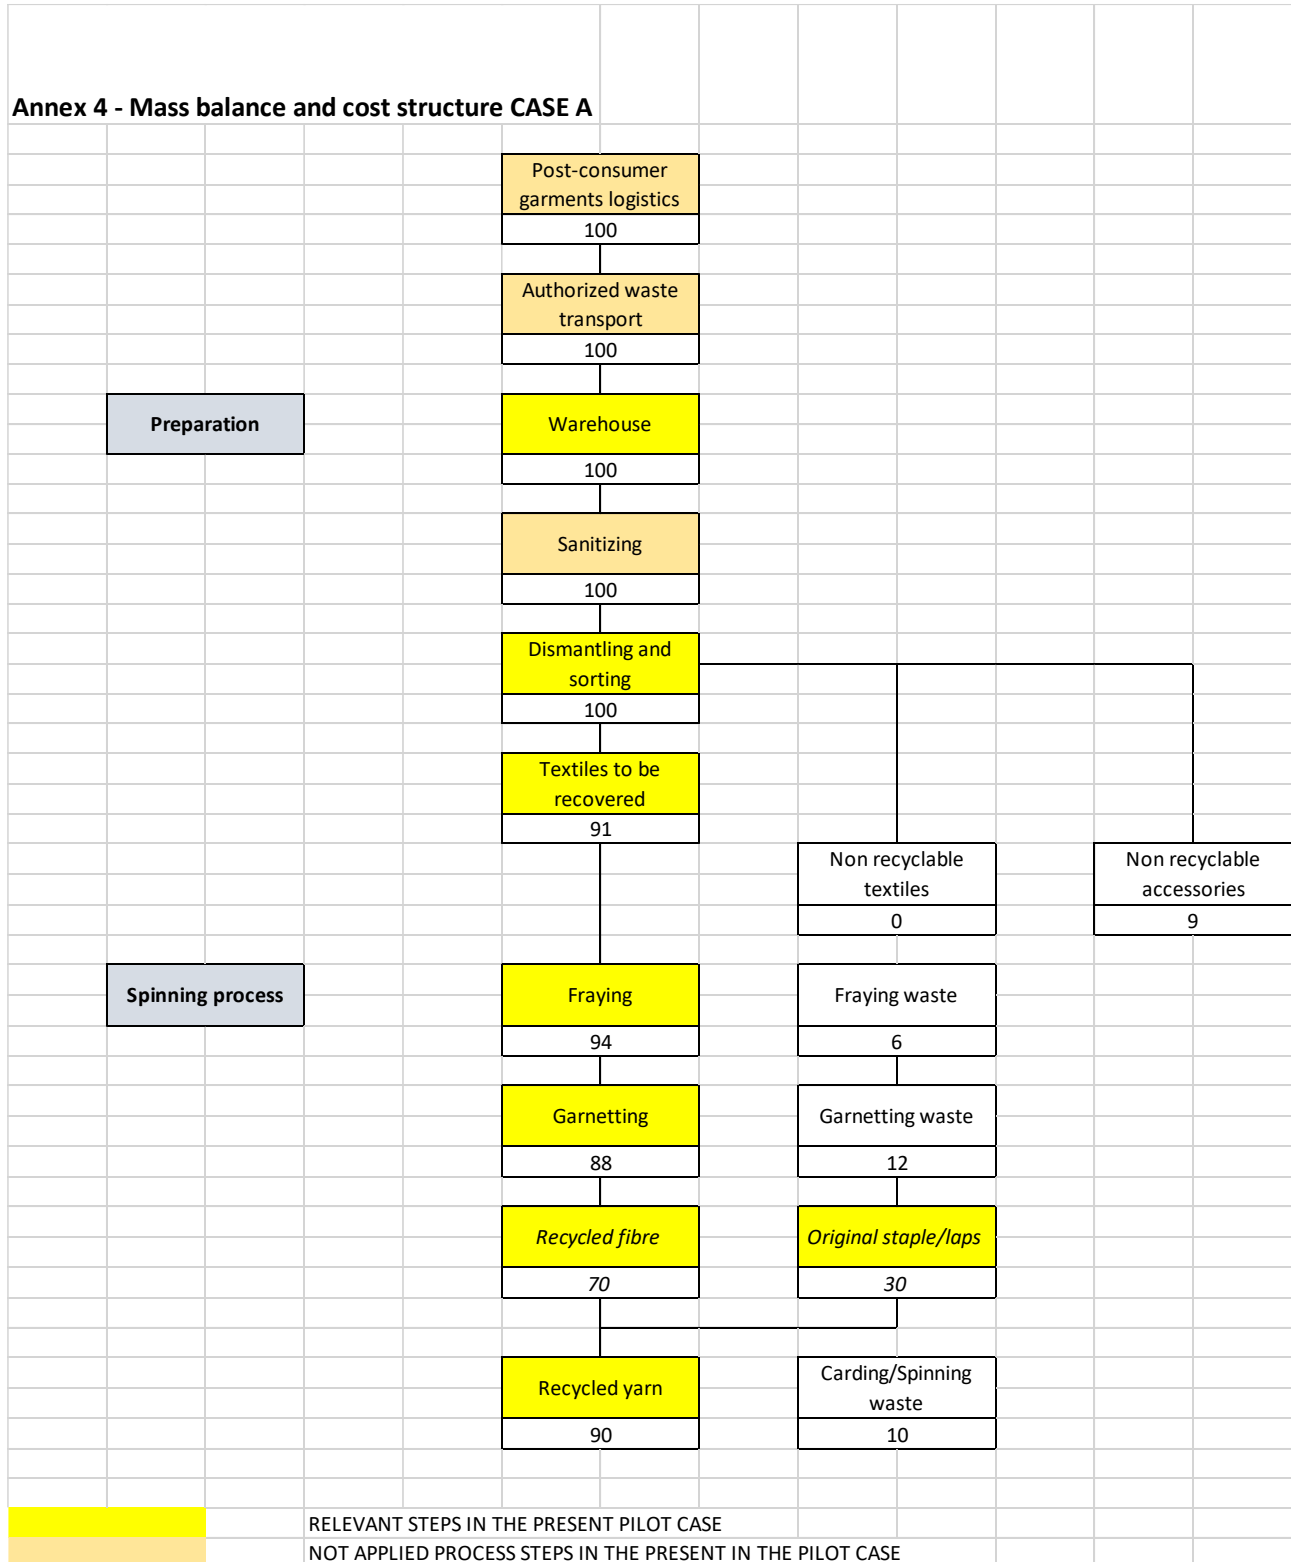 Annex 4 - Mass balance and cost structure CASE A
Post-consumer
garments logistics
100
Authorized waste
transport
100
Preparation
Warehouse
100
Sanitizing
100
Dismantling and
sorting
100
Textiles to be
recovered
91
Non recyclable
textiles
0
Non recyclable
accessories
9
Spinning process
Fraying
94
Fraying waste
6
Garnetting
88
Garnetting waste
12
Recycled fibre
70
Original staple/laps
30
Recycled yarn
90
Carding/Spinning
waste
10
RELEVANT STEPS IN THE PRESENT PILOT CASE
NOT APPLIED PROCESS STEPS IN THE PRESENT IN THE PILOT CASE